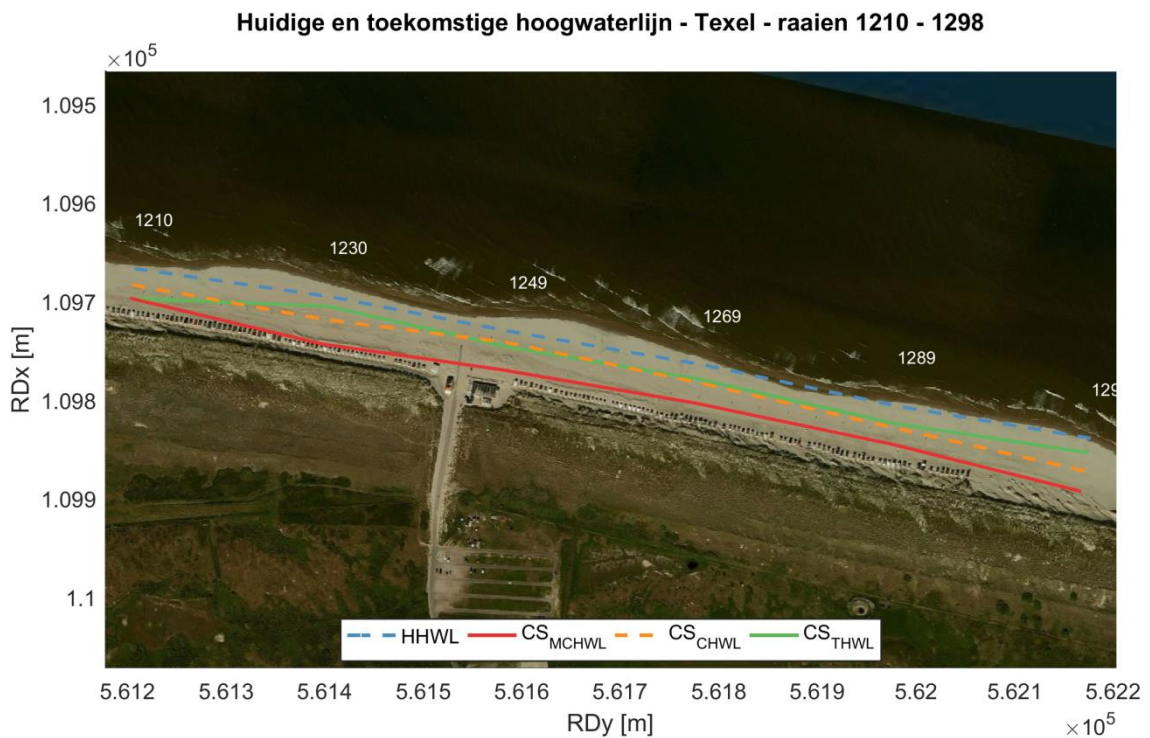 Huidige en toekomstige hoogwaterlijn - Texel - raaien 1210 - 1298
×10^5
1.095
1.096
1.097
1.098
1.099
1.1
RDx [m]
1210
1230
1249
1269
1289
129
HHWL CS_MCHWL CS_CHWL CS_THWL
5.612 5.613 5.614 5.615 5.616 5.617 5.618 5.619 5.62 5.621 5.622
RDy [m]
×10^5